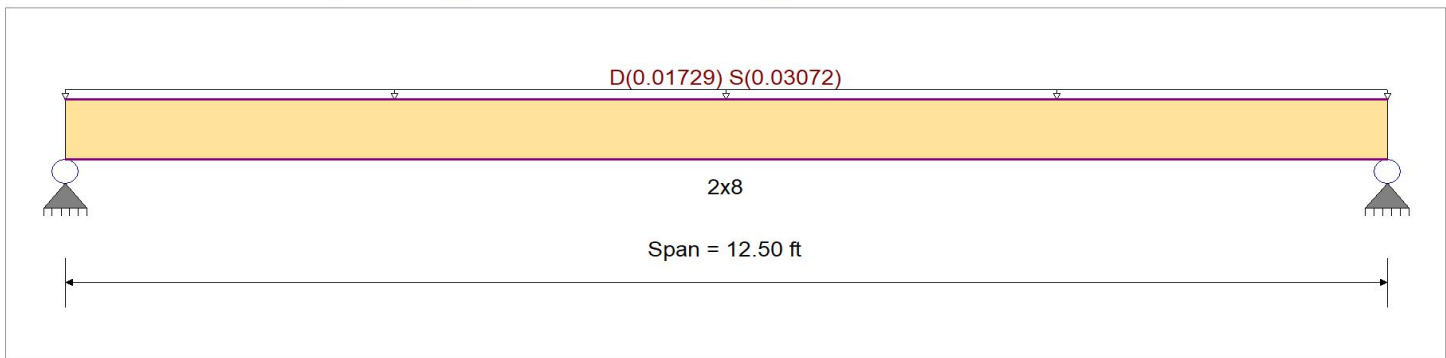 D(0.01729) S(0.03072)
2x8
Span = 12.50 ft